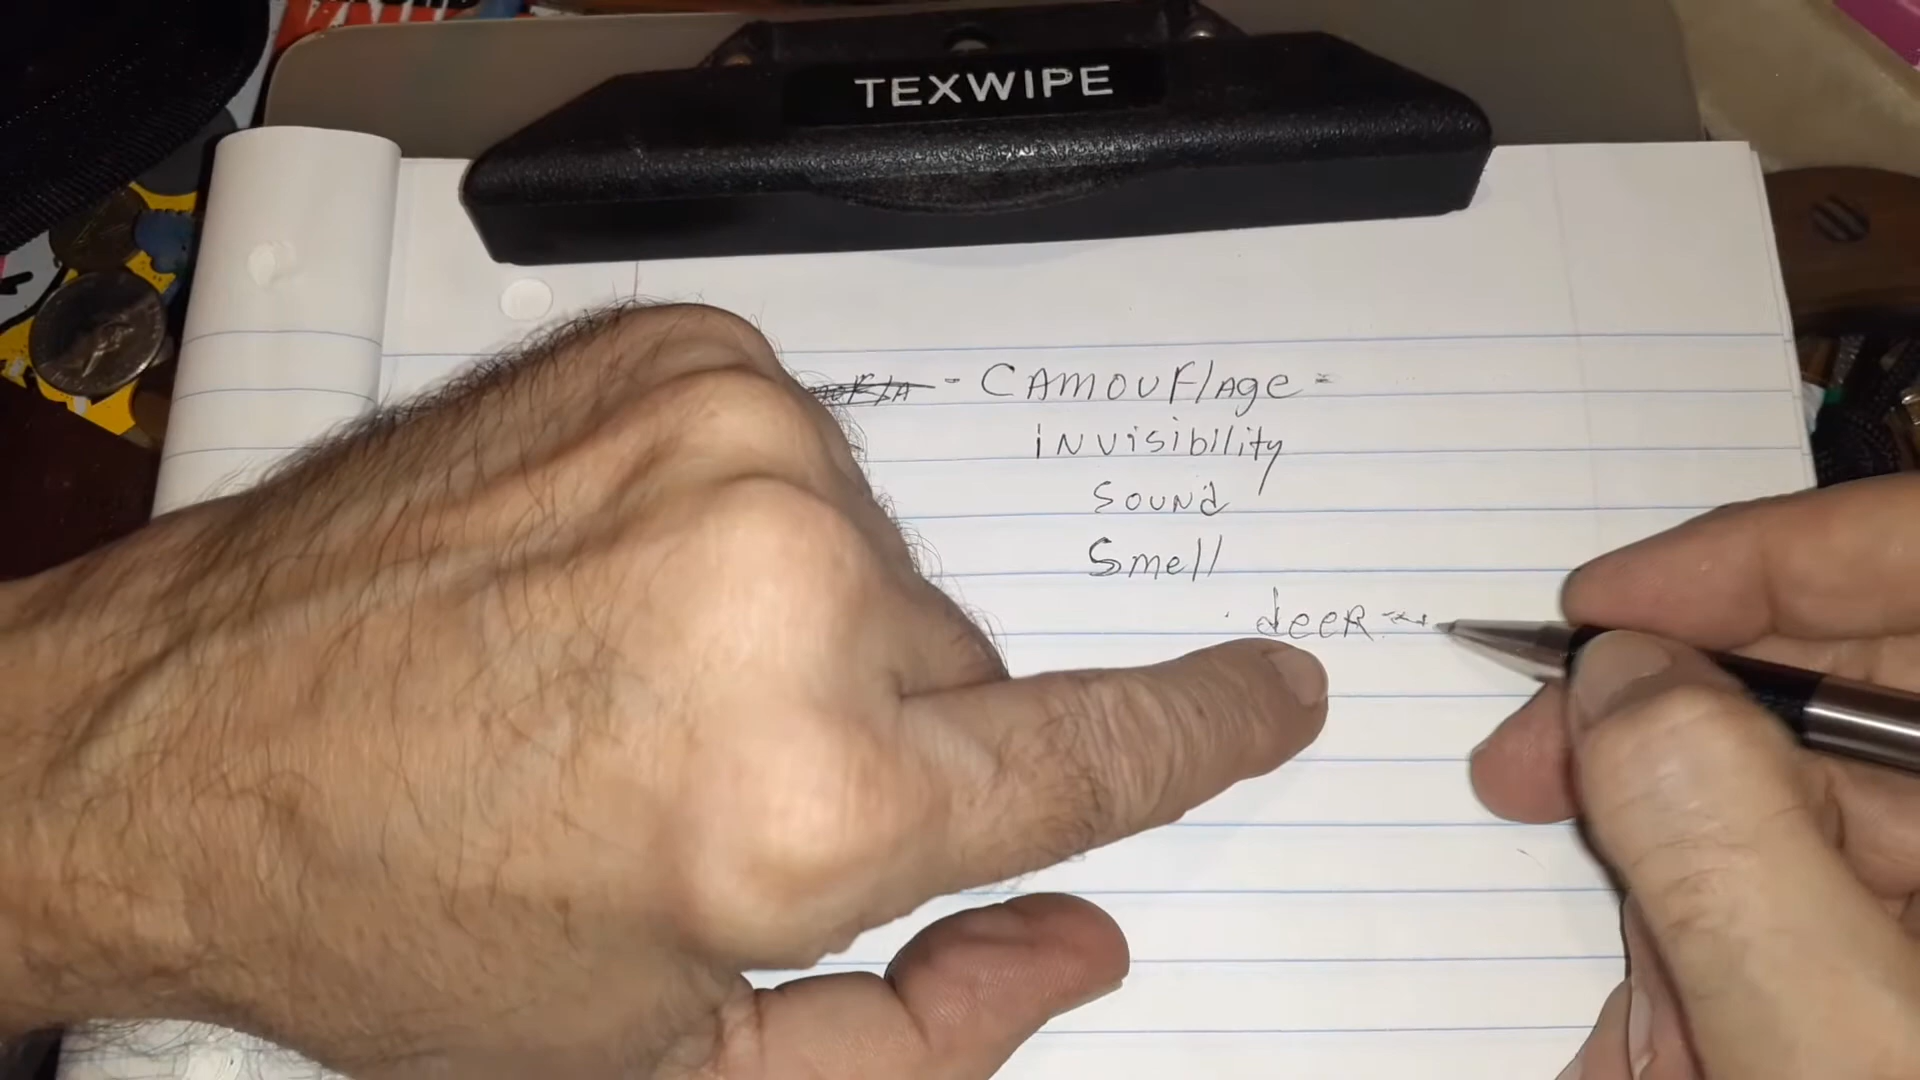 TEXWIPE
- CAMOUFlAge -
iNVisibility
SOUNd
Smell
deeR